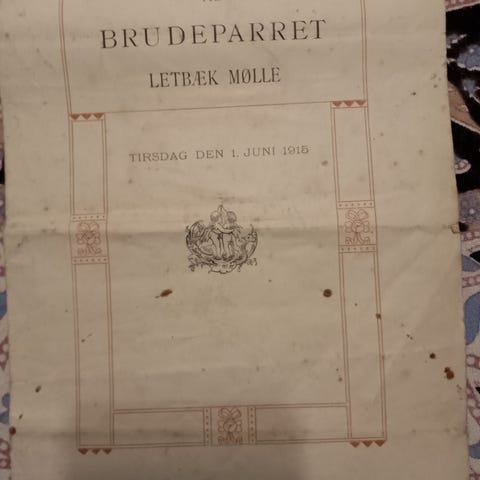 BRUDEPARRET
LETBÆK MØLLE
TIRSDAG DEN 1. JUNI 1915